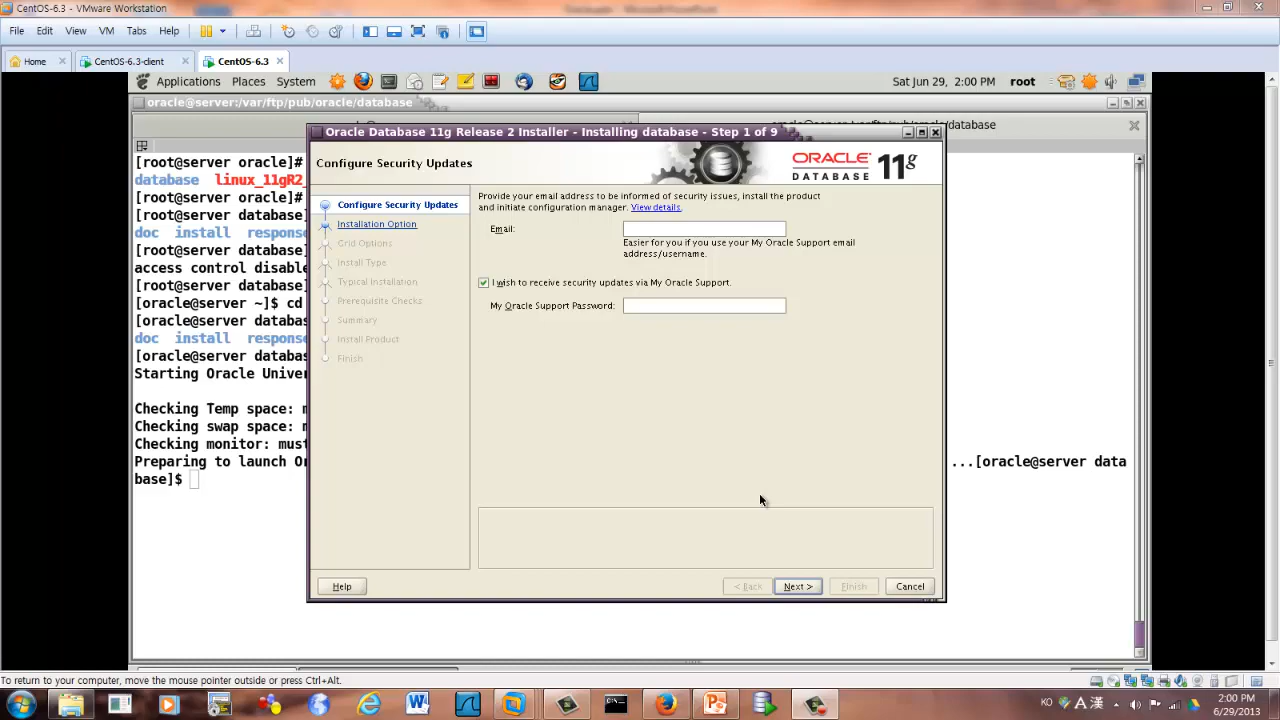 CentOS-6.3 - VMware Workstation
File Edit View VM Tabs Help
Home CentOS-6.3-client CentOS-6.3
Applications Places System Sat Jun 29, 2:00 PM root
oracle@server:/var/ftp/pub/oracle/database
/pub/oracle/database
[root@server oracle]#
database linux_11gR2_
[root@server oracle]#
[root@server database]
doc install response
[root@server database]
access control disable
[root@server database]
[oracle@server ~]$ cd
[oracle@server databas
doc install response
[oracle@server databas
Starting Oracle Univer
Checking Temp space: m
Checking swap space: m
Checking monitor: must
Preparing to launch Or ...[oracle@server data
base]$
Oracle Database 11g Release 2 Installer - Installing database - Step 1 of 9
Configure Security Updates
ORACLE DATABASE 11g
Configure Security Updates
Installation Option
Grid Options
Install Type
Typical Installation
Prerequisite Checks
Summary
Install Product
Finish
Provide your email address to be informed of security issues, install the product
and initiate configuration manager. View details.
Email:
Easier for you if you use your My Oracle Support email
address/username.
I wish to receive security updates via My Oracle Support.
My Oracle Support Password:
Help < Back Next > Finish Cancel
To return to your computer, move the mouse pointer outside or press Ctrl+Alt.
KO A 漢 2:00 PM
6/29/2013